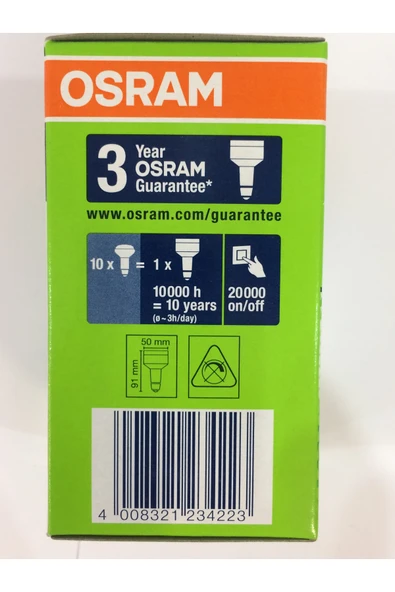 OSRAM
3 Year
OSRAM
Guarantee*
www.osram.com/guarantee
10 x = 1 x
10000 h
= 10 years
(ø ~ 3h/day)
20000
on/off
50 mm
91 mm
4 008321 234223